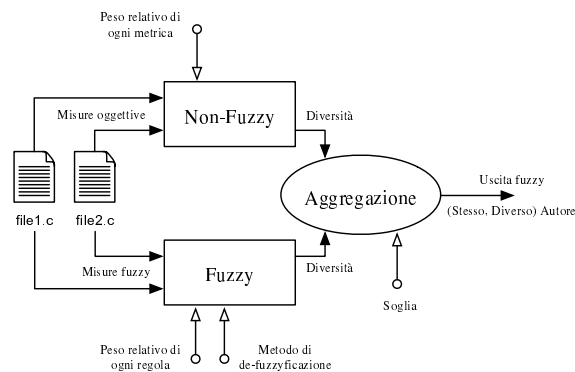 Peso relativo di
ogni metrica
Misure oggettive
Non-Fuzzy
Diversità
file1.c
file2.c
Aggregazione
Uscita fuzzy
(Stesso, Diverso) Autore
Misure fuzzy
Fuzzy
Diversità
Soglia
Peso relativo di
ogni regola
Metodo di
de-fuzzyficazione